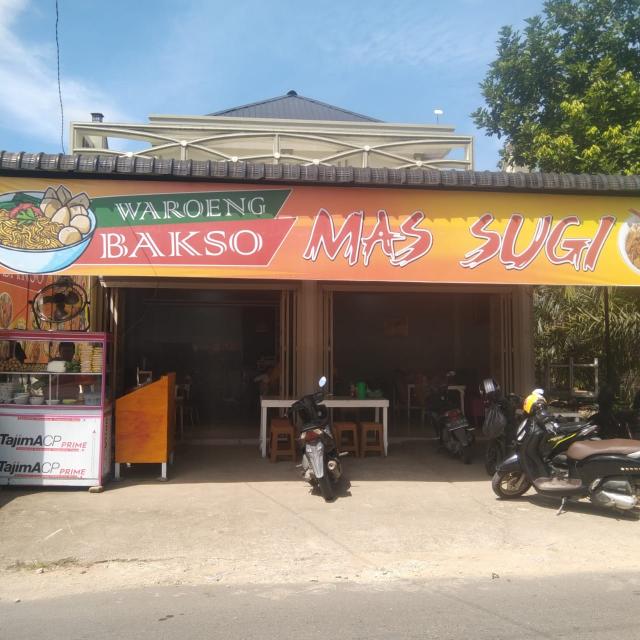 WAROENG
BAKSO
MAS SUGI
TajimACP
PRIME
TajimACP
PRIME